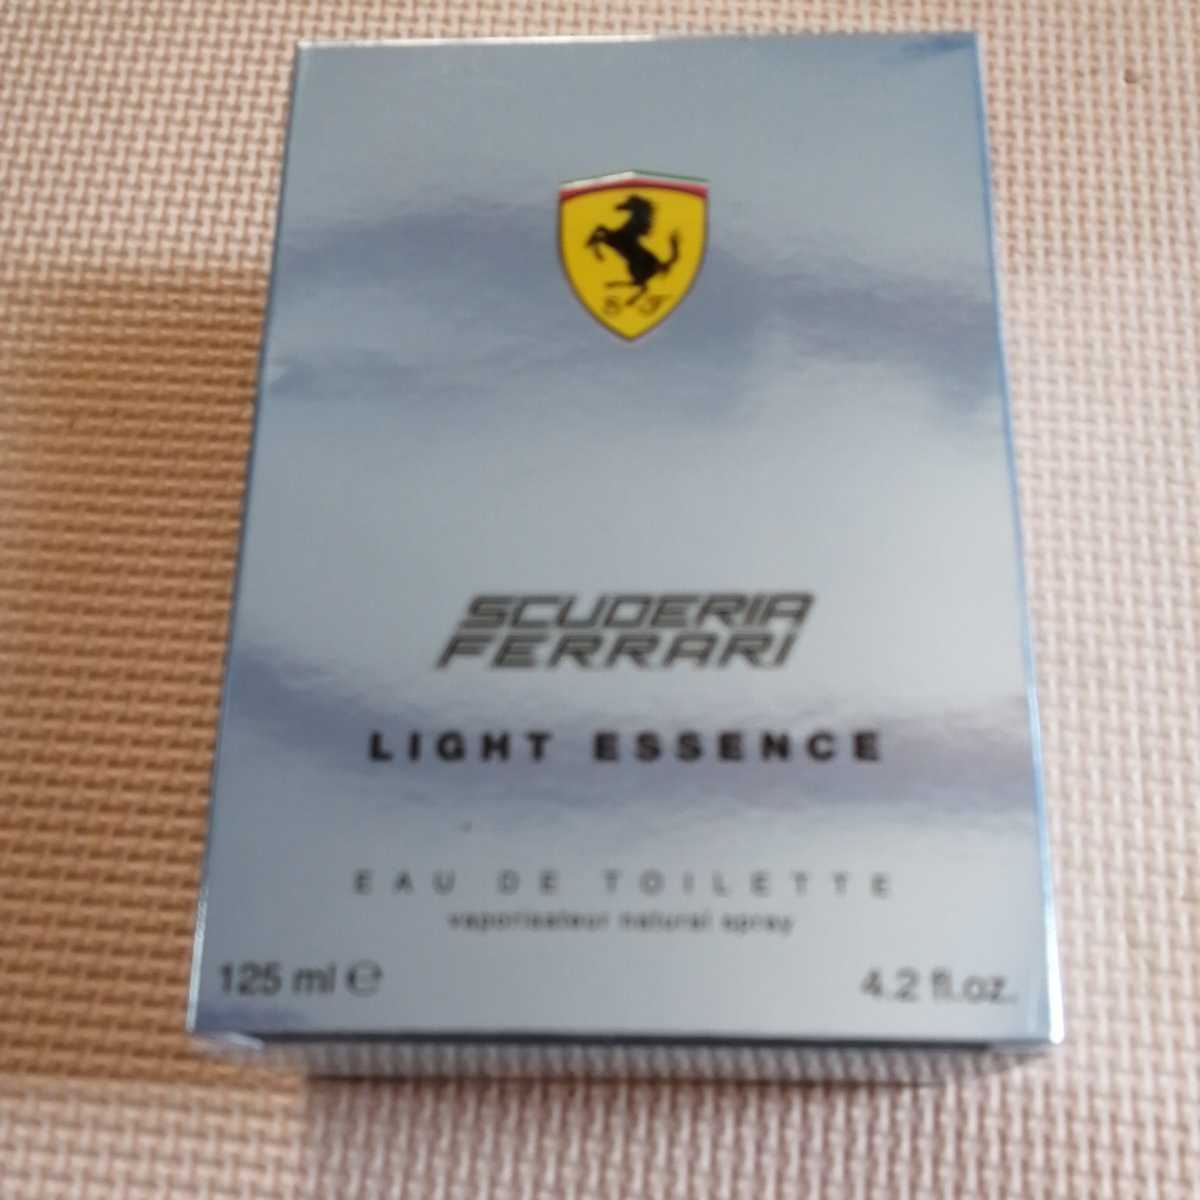 S F
SCUDERIA
FERRARI
LIGHT ESSENCE
EAU DE TOILETTE
vaporisateur natural spray
125 ml ℮
4.2 fl.oz.